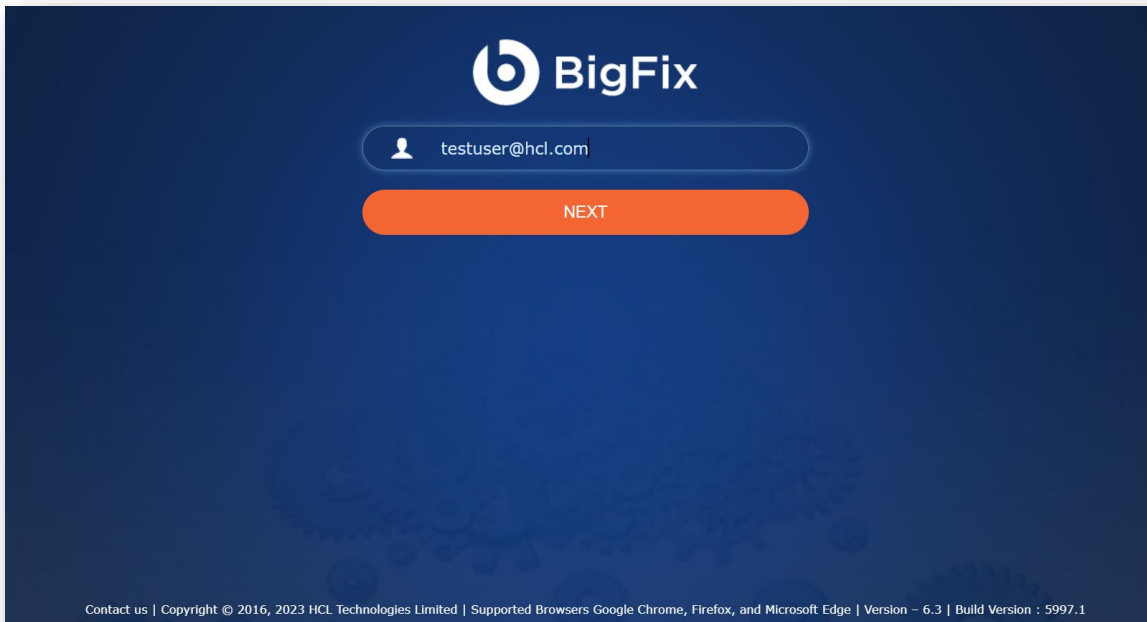 BigFix
testuser@hcl.com
NEXT
Contact us | Copyright © 2016, 2023 HCL Technologies Limited | Supported Browsers Google Chrome, Firefox, and Microsoft Edge | Version – 6.3 | Build Version : 5997.1